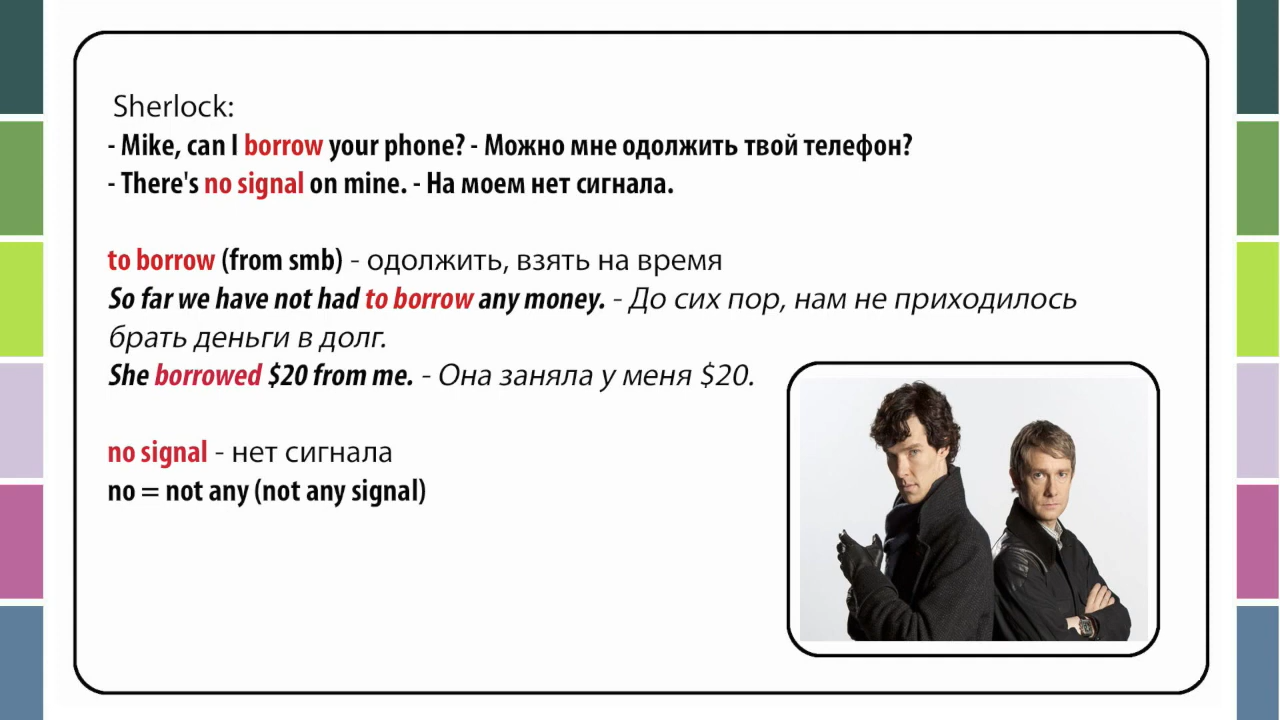 Sherlock:
- Mike, can I borrow your phone? - Можно мне одолжить твой телефон?
- There's no signal on mine. - На моем нет сигнала.
to borrow (from smb) - одолжить, взять на время
So far we have not had to borrow any money. - До сих пор, нам не приходилось
брать деньги в долг.
She borrowed $20 from me. - Она заняла у меня $20.
no signal - нет сигнала
no = not any (not any signal)